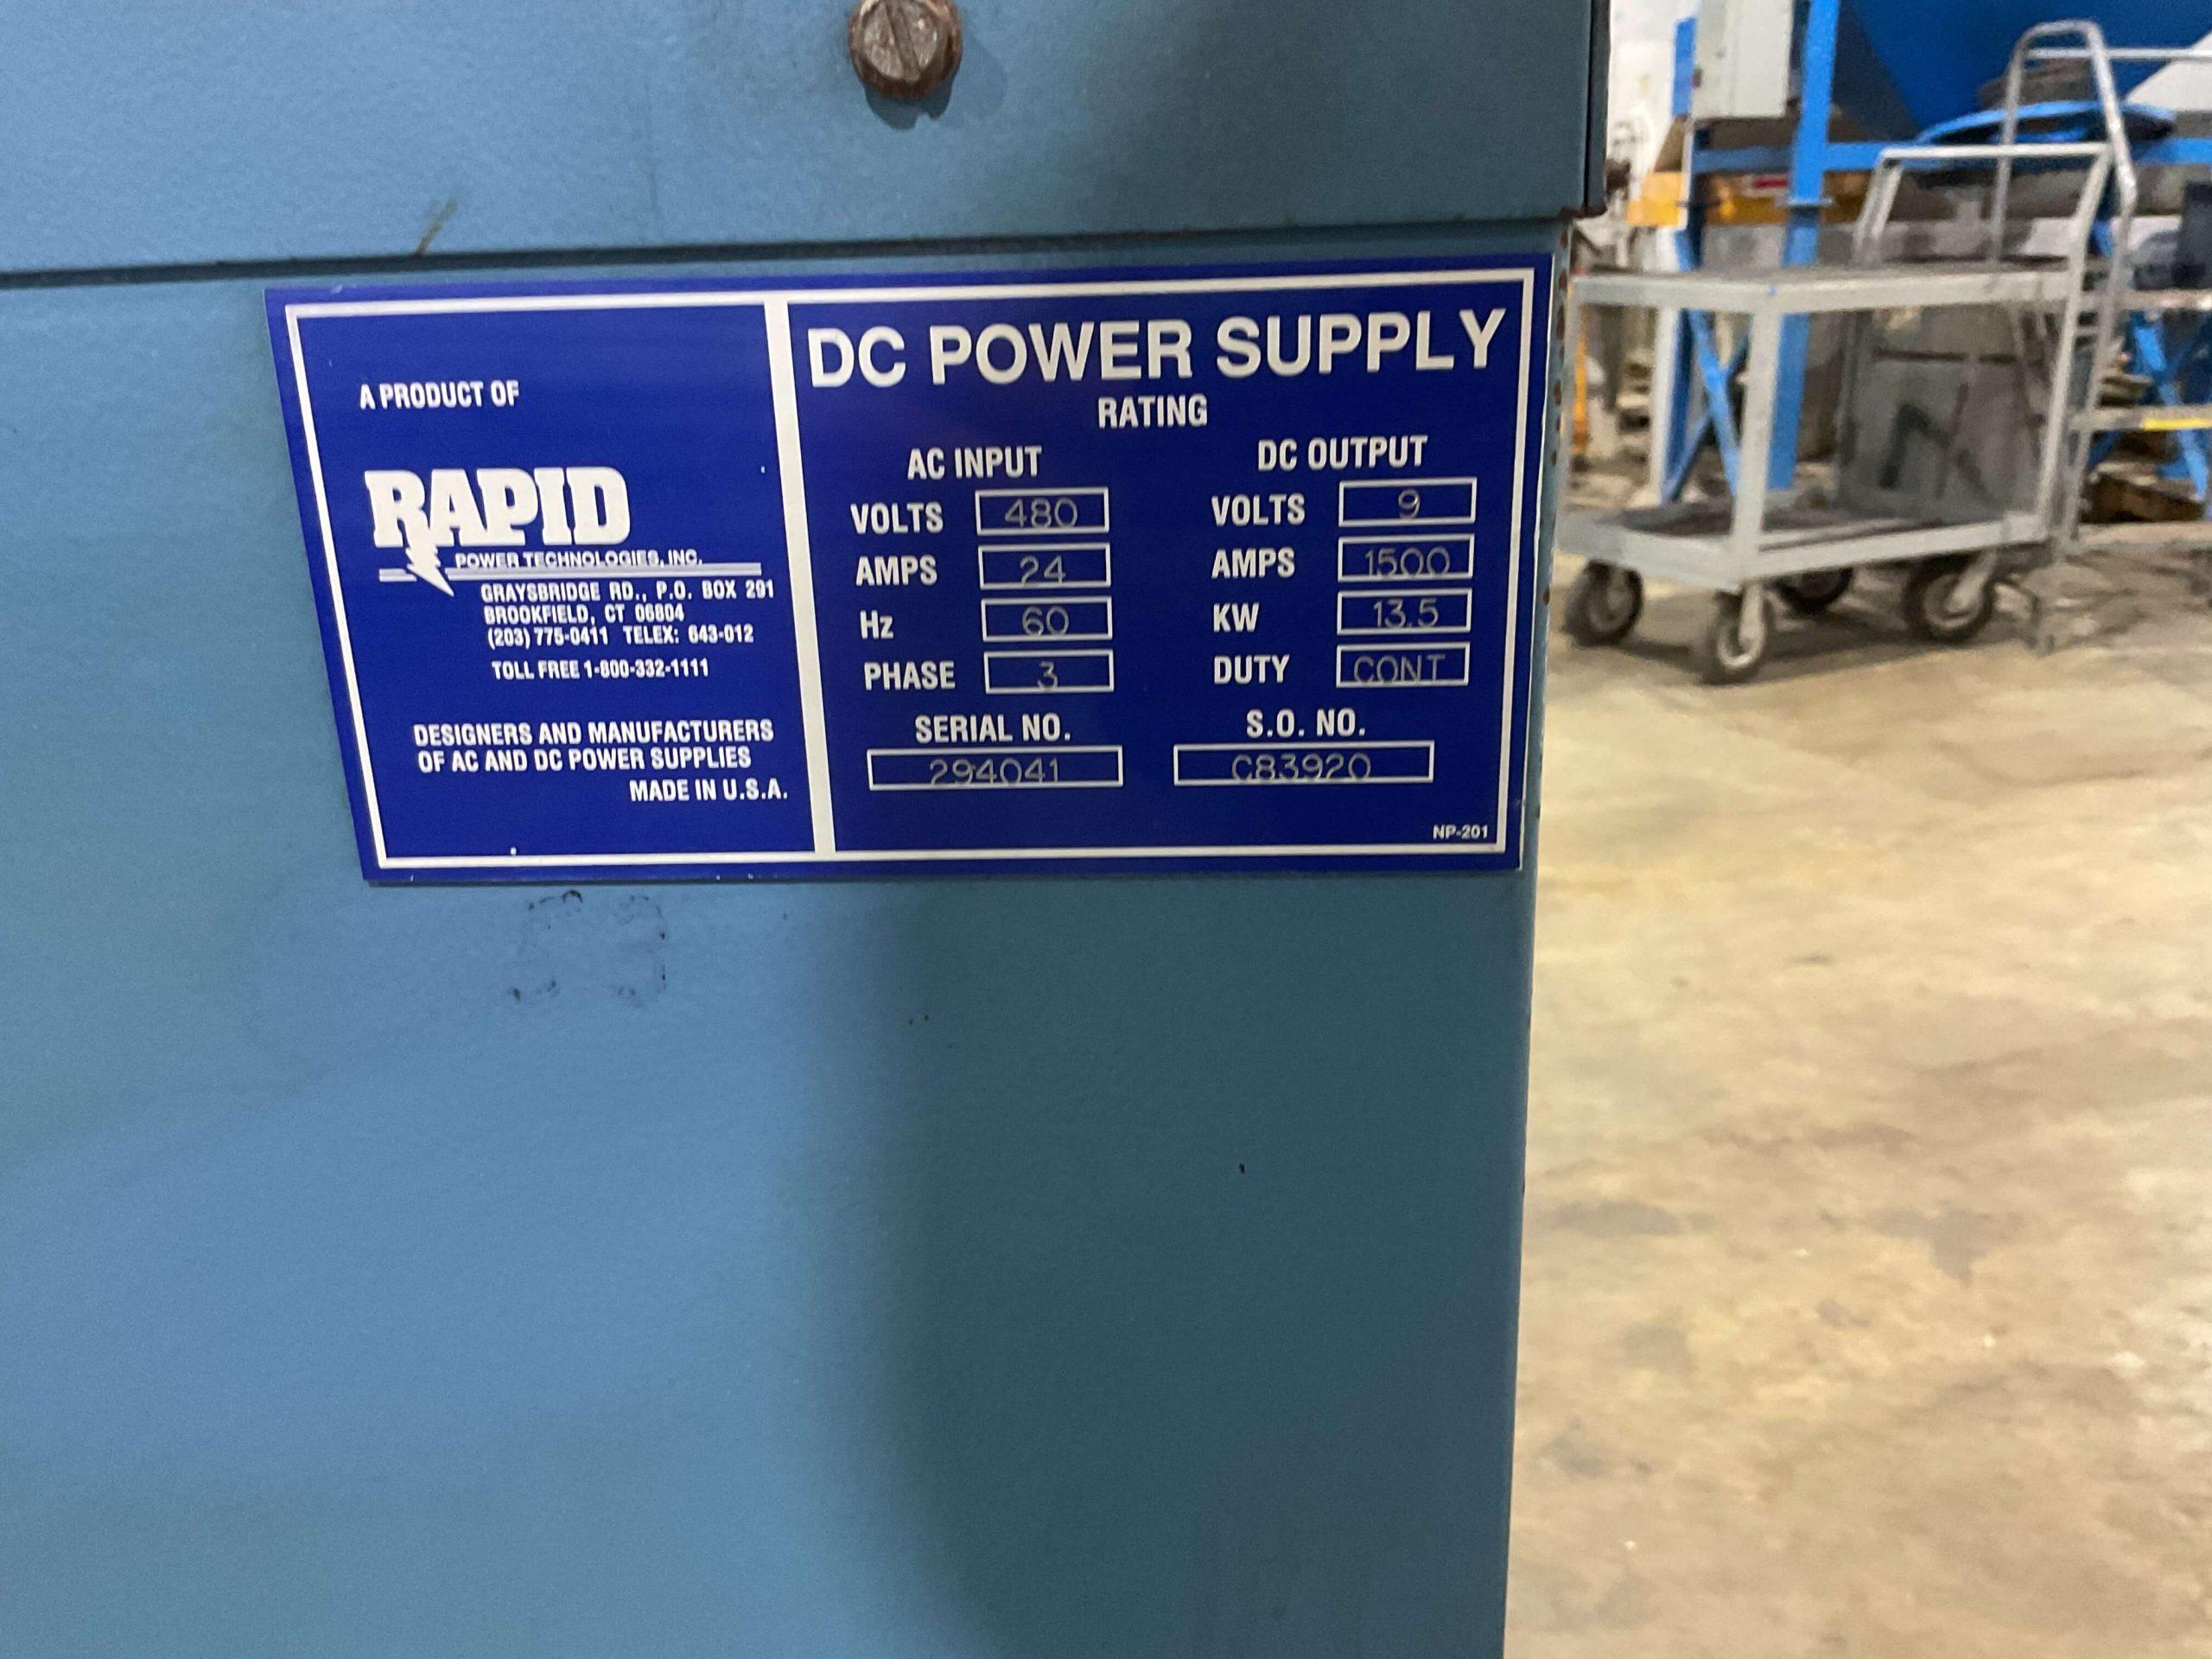 A PRODUCT OF
RAPID
POWER TECHNOLOGIES, INC.
GRAYSBRIDGE RD., P.O. BOX 291
BROOKFIELD, CT 06804
(203) 775-0411 TELEX: 643-012
TOLL FREE 1-800-332-1111
DESIGNERS AND MANUFACTURERS
OF AC AND DC POWER SUPPLIES
MADE IN U.S.A.
DC POWER SUPPLY
RATING
AC INPUT DC OUTPUT
VOLTS 480 VOLTS 9
AMPS 24 AMPS 1500
Hz 60 KW 13.5
PHASE 3 DUTY CONT
SERIAL NO. S.O. NO.
294041 C83920
NP-201